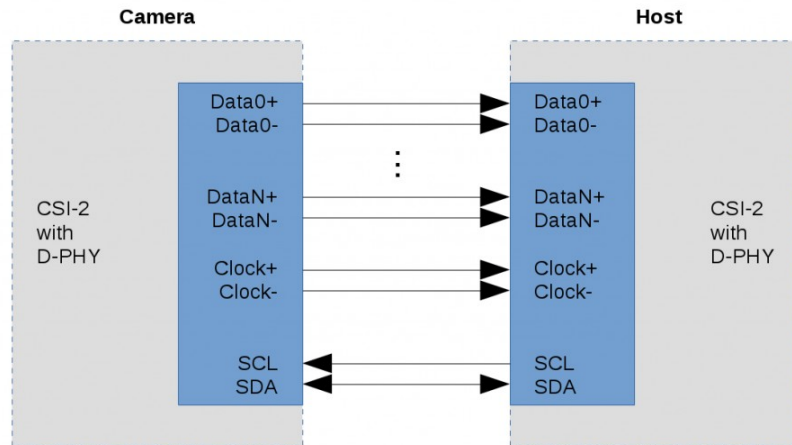 Camera
Host
Data0+
Data0-
Data0+
Data0-
DataN+
DataN-
DataN+
DataN-
CSI-2
with
D-PHY
CSI-2
with
D-PHY
Clock+
Clock-
Clock+
Clock-
SCL
SDA
SCL
SDA